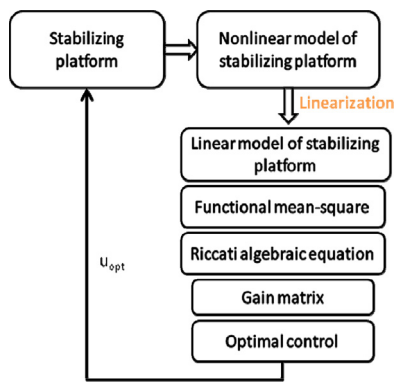 Stabilizing
platform
Nonlinear model of
stabilizing platform
Linearization
Linear model of stabilizing
platform
Functional mean-square
Riccati algebraic equation
Gain matrix
Optimal control
uopt